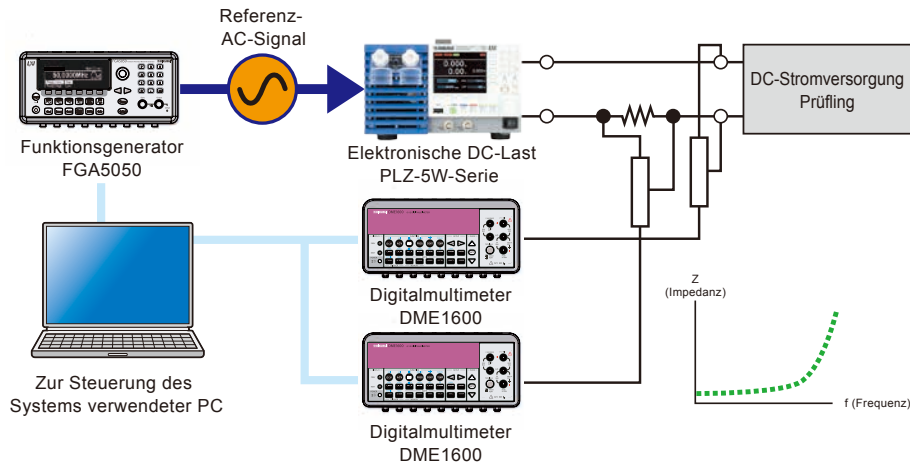 Referenz-
AC-Signal
Funktionsgenerator
FGA5050
Elektronische DC-Last
PLZ-5W-Serie
DC-Stromversorgung
Prüfling
Digitalmultimeter
DME1600
Zur Steuerung des
Systems verwendeter PC
Digitalmultimeter
DME1600
Z
(Impedanz)
f (Frequenz)